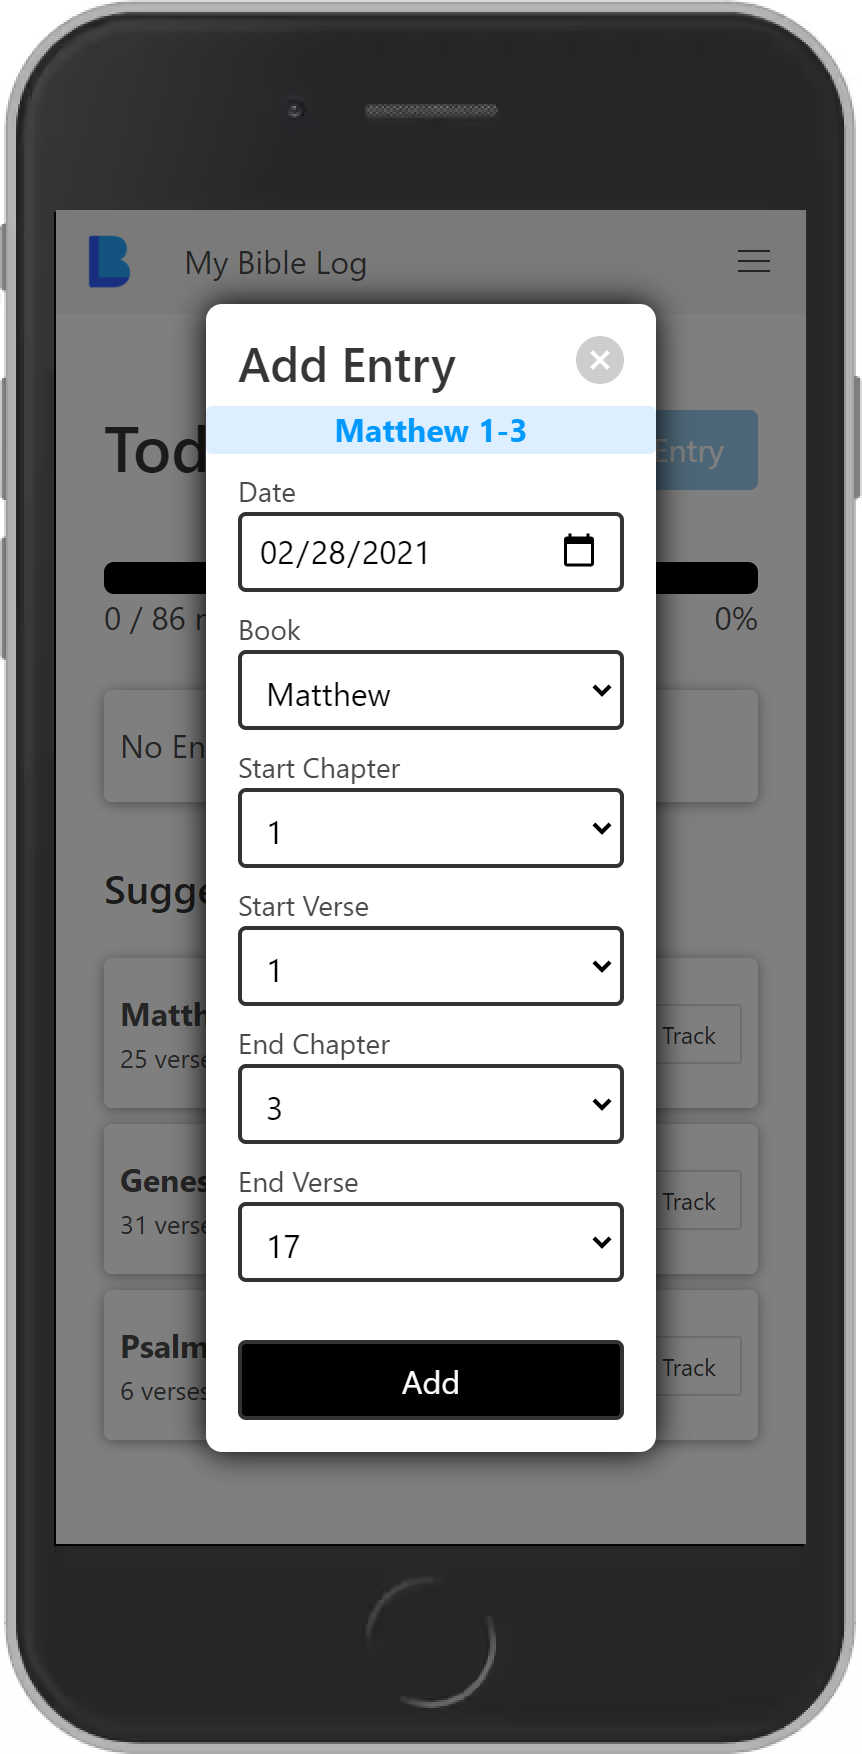 My Bible Log
Add Entry
Matthew 1-3
Tod
Entry
Date
02/28/2021
0 / 86
0%
Book
Matthew
No En
Start Chapter
1
Sugge
Start Verse
1
Matth
25 verse
Track
End Chapter
3
Genes
31 verse
Track
End Verse
17
Psalm
6 verses
Track
Add